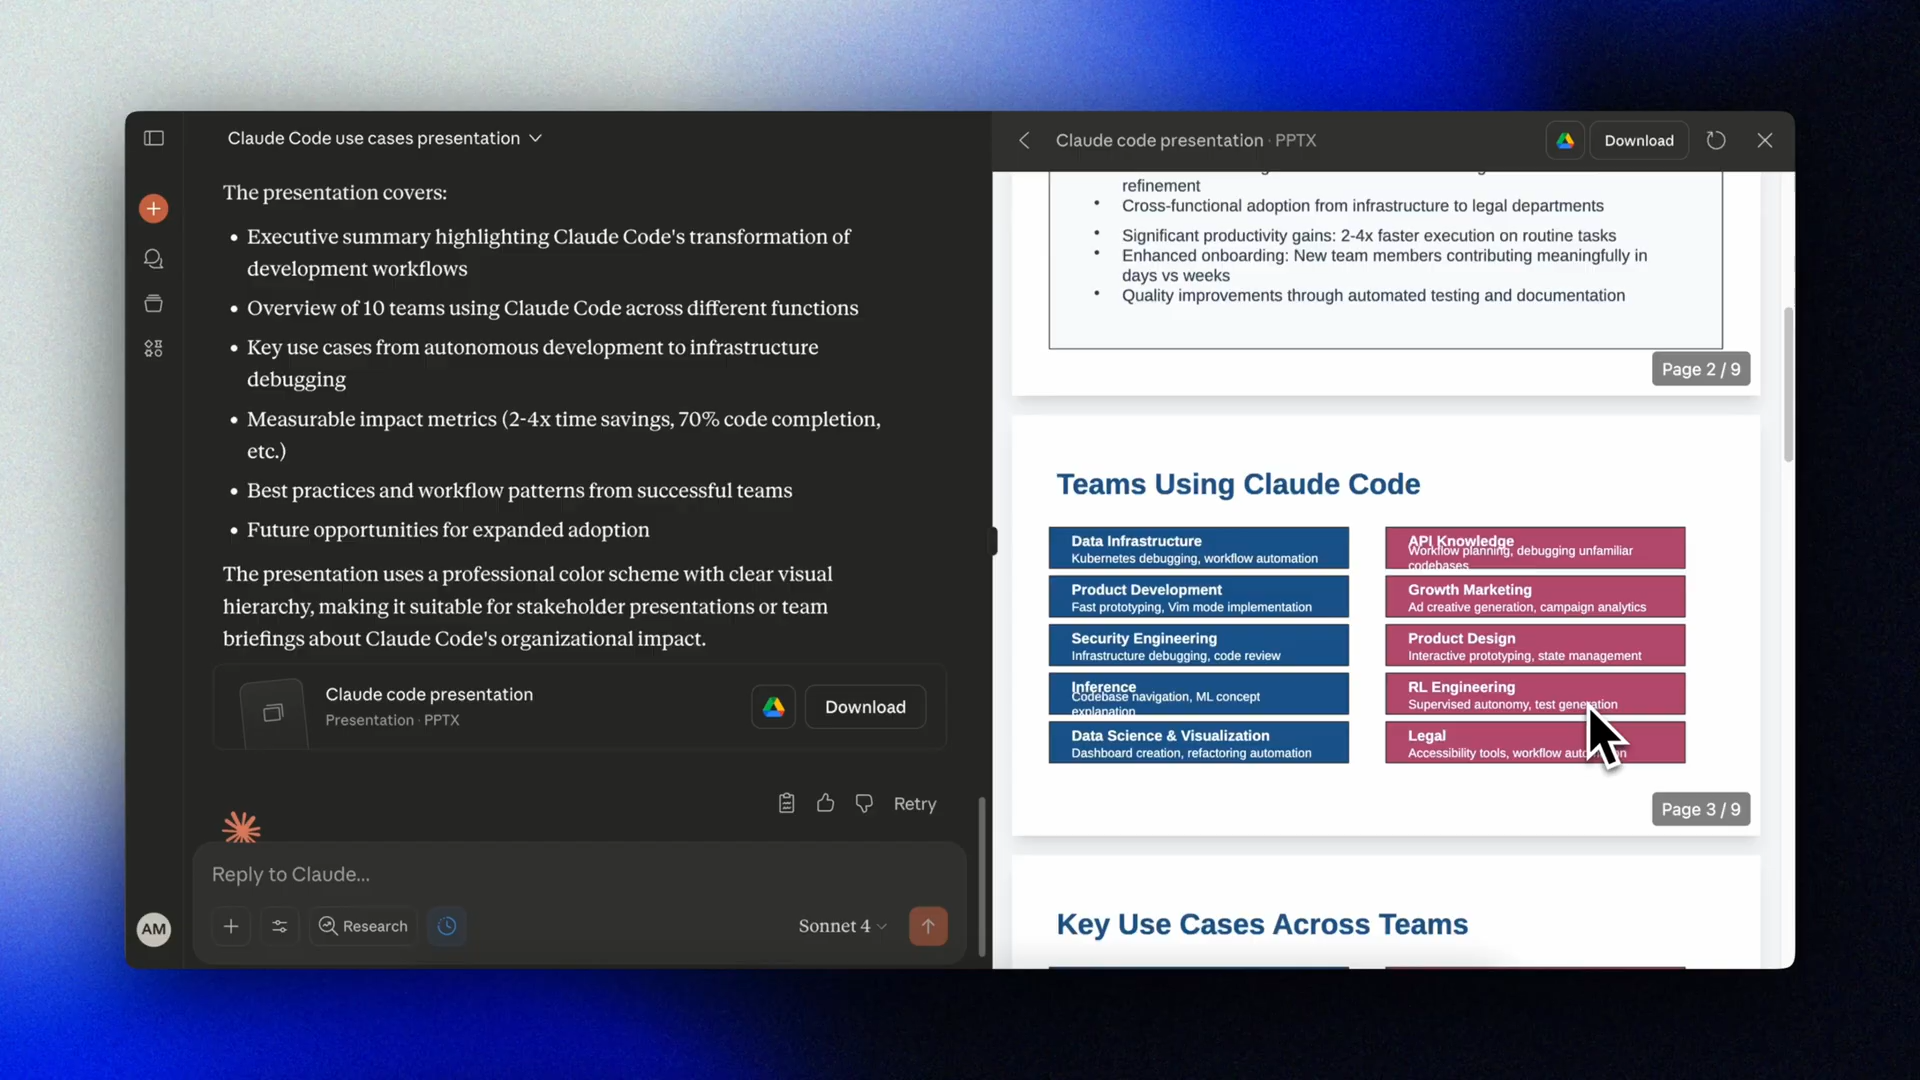 Claude Code use cases presentation
The presentation covers:
• Executive summary highlighting Claude Code's transformation of
development workflows
• Overview of 10 teams using Claude Code across different functions
• Key use cases from autonomous development to infrastructure
debugging
• Measurable impact metrics (2-4x time savings, 70% code completion,
etc.)
• Best practices and workflow patterns from successful teams
• Future opportunities for expanded adoption
The presentation uses a professional color scheme with clear visual
hierarchy, making it suitable for stakeholder presentations or team
briefings about Claude Code's organizational impact.
Claude code presentation
Presentation · PPTX
Download
Retry
Reply to Claude...
Research
Sonnet 4
AM
Claude code presentation · PPTX
Download
refinement
• Cross-functional adoption from infrastructure to legal departments
• Significant productivity gains: 2-4x faster execution on routine tasks
• Enhanced onboarding: New team members contributing meaningfully in
days vs weeks
• Quality improvements through automated testing and documentation
Page 2 / 9
Teams Using Claude Code
Data Infrastructure
Kubernetes debugging, workflow automation
Product Development
Fast prototyping, Vim mode implementation
Security Engineering
Infrastructure debugging, code review
Inference
Codebase navigation, ML concept
explanation
Data Science & Visualization
Dashboard creation, refactoring automation
API Knowledge
Workflow planning, debugging unfamiliar
codebases
Growth Marketing
Ad creative generation, campaign analytics
Product Design
Interactive prototyping, state management
RL Engineering
Supervised autonomy, test generation
Legal
Accessibility tools, workflow
Page 3 / 9
Key Use Cases Across Teams